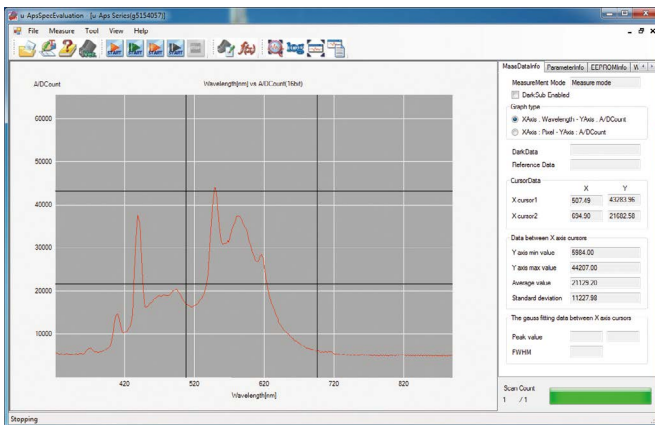 u ApsSpecEvaluation - [u Aps Series(g5154057)]
File Measure Tool View Help
START START START START
log
A/DCount
Wavelength[nm] vs A/DCount(16bit)
60000
50000
40000
30000
20000
10000
420 520 620 720 820
Wavelength[nm]
MeasDataInfo ParameterInfo EEPROMInfo W
MeasureMent Mode Measure mode
DarkSub Enabled
Graph type
XAxis : Wavelength - YAxis : A/DCount
XAxis : Pixel - YAxis : A/DCount
DarkData
Reference Data
CursorData
X Y
X cursor1 507.49 43283.96
X cursor2 694.90 21682.58
Data between X axis cursors
Y axis min value 5984.00
Y axis max value 44207.00
Average value 21129.20
Standard deviation 11227.98
The gauss fitting data between X axis cursors
Peak value
FWHM
Scan Count
1 / 1
Stopping